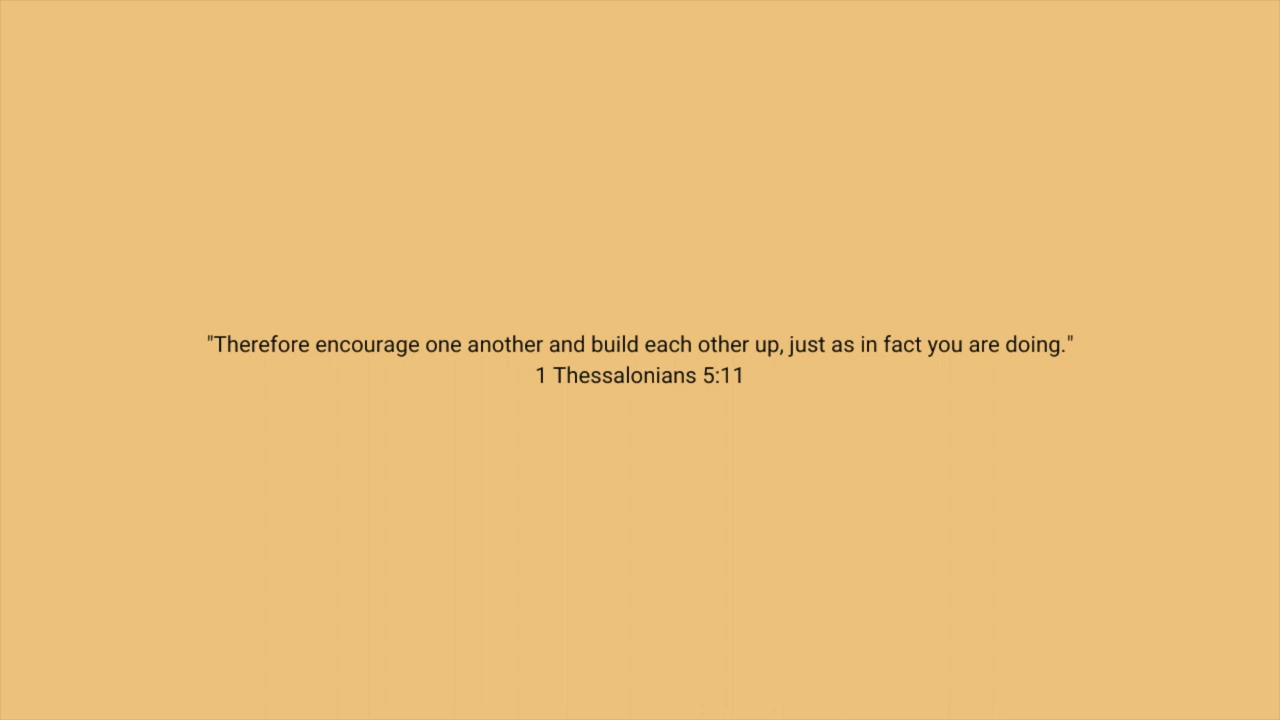 "Therefore encourage one another and build each other up, just as in fact you are doing."
1 Thessalonians 5:11